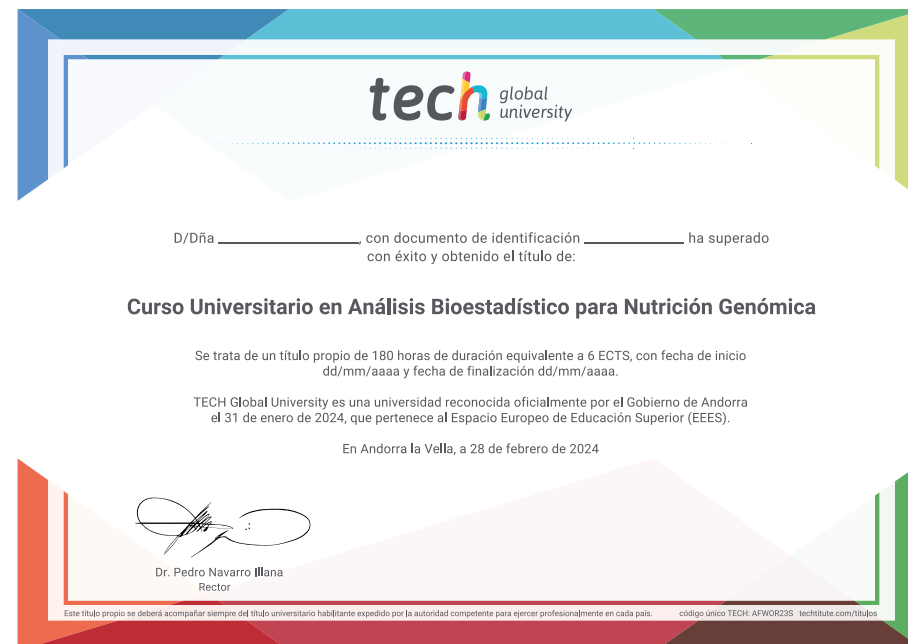 tech global university
D/Dña ____________________, con documento de identificación ______________ ha superado
con éxito y obtenido el título de:
Curso Universitario en Análisis Bioestadístico para Nutrición Genómica
Se trata de un título propio de 180 horas de duración equivalente a 6 ECTS, con fecha de inicio
dd/mm/aaaa y fecha de finalización dd/mm/aaaa.
TECH Global University es una universidad reconocida oficialmente por el Gobierno de Andorra
el 31 de enero de 2024, que pertenece al Espacio Europeo de Educación Superior (EEES).
En Andorra la Vella, a 28 de febrero de 2024
Dr. Pedro Navarro Illana
Rector
Este título propio se deberá acompañar siempre del título universitario habilitante expedido por la autoridad competente para ejercer profesionalmente en cada país. código único TECH: AFWOR23S techtitute.com/titulos